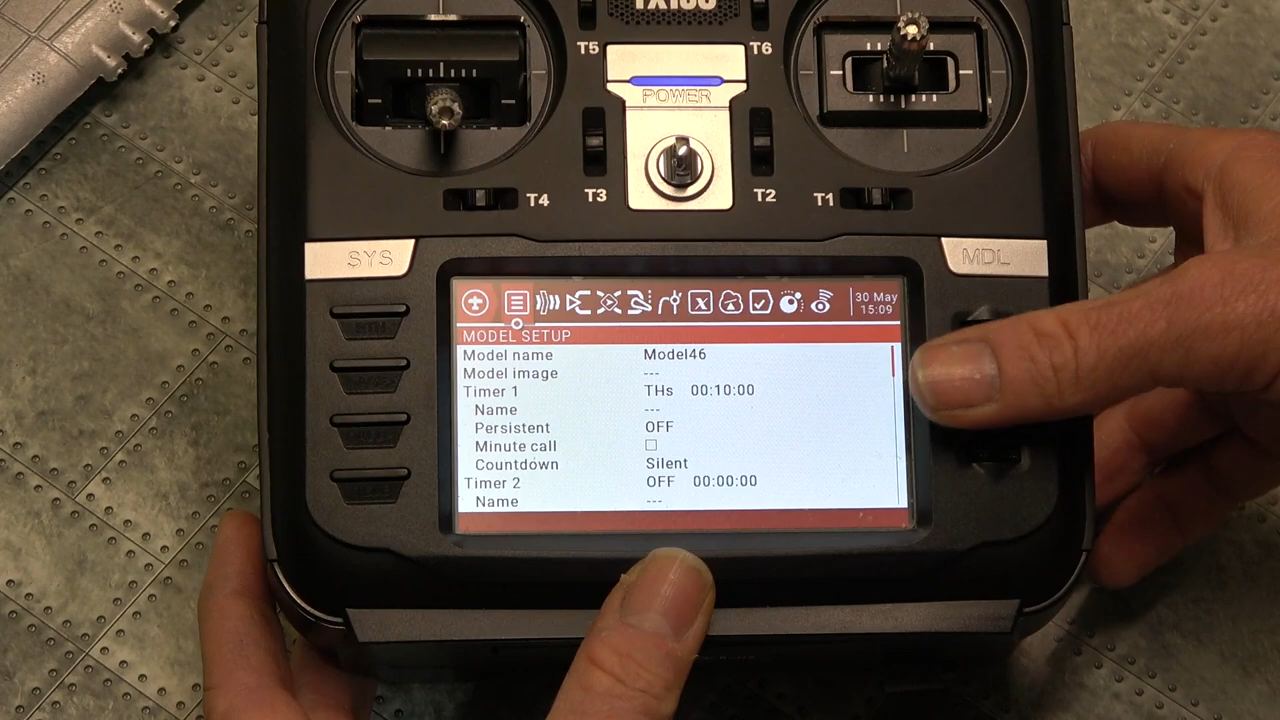 TX16S
T5 T6
POWER
T4 T3 T2 T1
SYS MDL
RTN
30 May
15:09
MODEL SETUP
Model name Model46
Model image ---
Timer 1 THs 00:10:00
Name ---
Persistent OFF
Minute call
Countdown Silent
Timer 2 OFF 00:00:00
Name ---